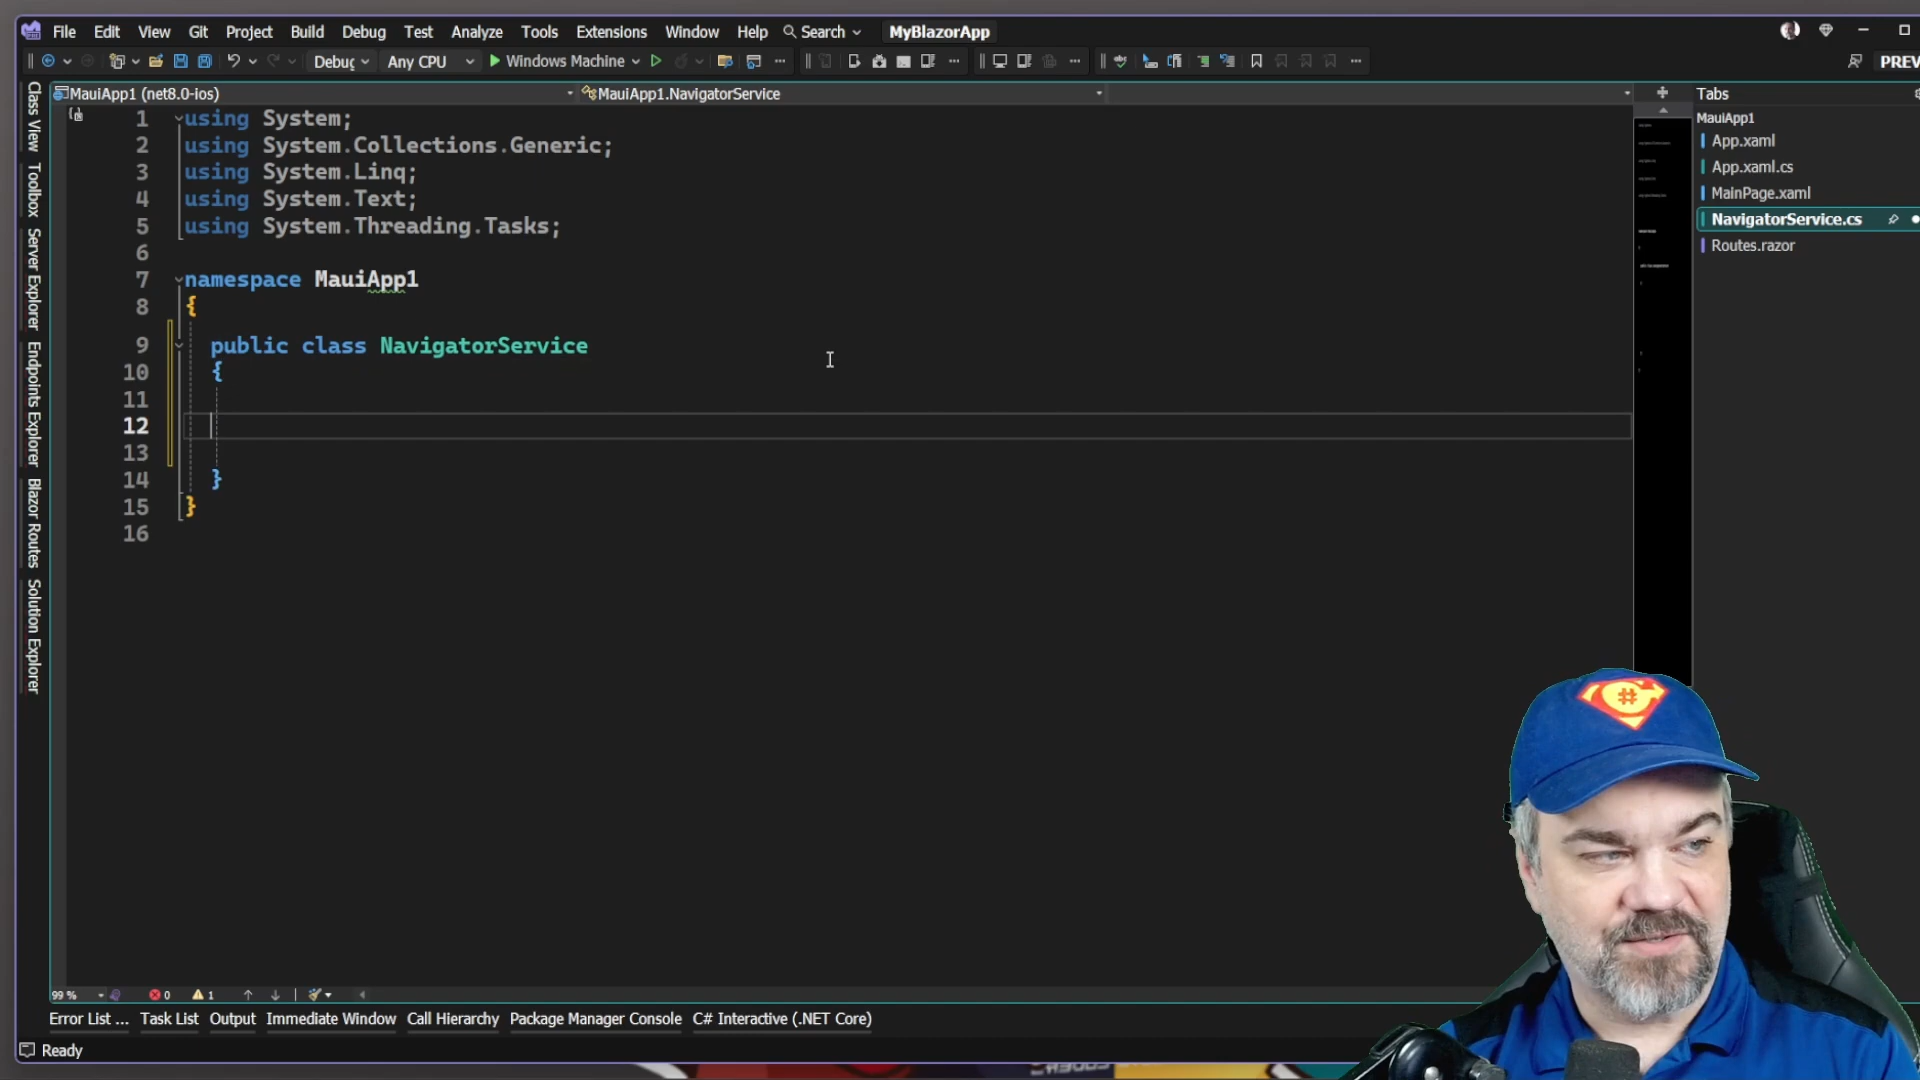 File Edit View Git Project Build Debug Test Analyze Tools Extensions Window Help Search MyBlazorApp
Debug Any CPU Windows Machine PREV
MauiApp1 (net8.0-ios) MauiApp1.NavigatorService
Class View
Toolbox
Server Explorer
Endpoints Explorer
Blazor Routes
Solution Explorer
1 using System;
2 using System.Collections.Generic;
3 using System.Linq;
4 using System.Text;
5 using System.Threading.Tasks;
6
7 namespace MauiApp1
8 {
9 public class NavigatorService
10 {
11
12
13
14 }
15 }
16
Tabs
MauiApp1
App.xaml
App.xaml.cs
MainPage.xaml
NavigatorService.cs
Routes.razor
#
99 % 0 1
Error List ... Task List Output Immediate Window Call Hierarchy Package Manager Console C# Interactive (.NET Core)
Ready